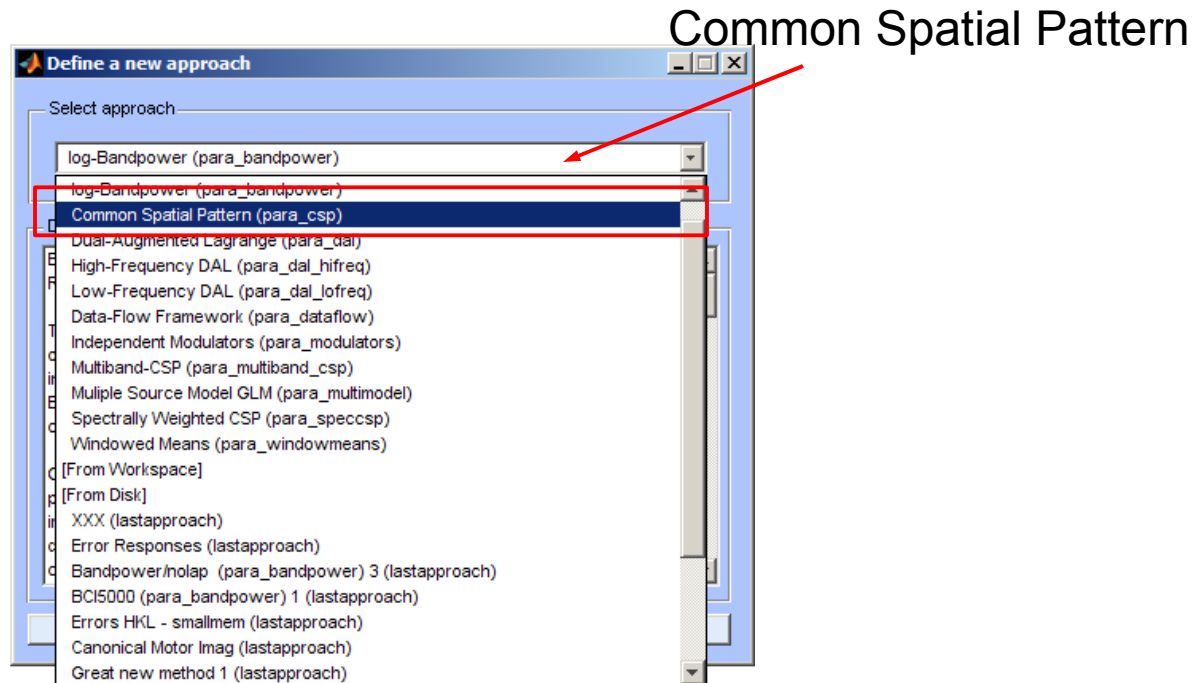 Common Spatial Pattern
Define a new approach
Select approach
log-Bandpower (para_bandpower)
log-Bandpower (para_bandpower)
Common Spatial Pattern (para_csp)
Dual-Augmented Lagrange (para_dal)
High-Frequency DAL (para_dal_hifreq)
Low-Frequency DAL (para_dal_lofreq)
Data-Flow Framework (para_dataflow)
Independent Modulators (para_modulators)
Multiband-CSP (para_multiband_csp)
Muliple Source Model GLM (para_multimodel)
Spectrally Weighted CSP (para_speccsp)
Windowed Means (para_windowmeans)
[From Workspace]
[From Disk]
XXX (lastapproach)
Error Responses (lastapproach)
Bandpower/nolap  (para_bandpower) 3 (lastapproach)
BCI5000 (para_bandpower) 1 (lastapproach)
Errors HKL - smallmem (lastapproach)
Canonical Motor Imag (lastapproach)
Great new method 1 (lastapproach)